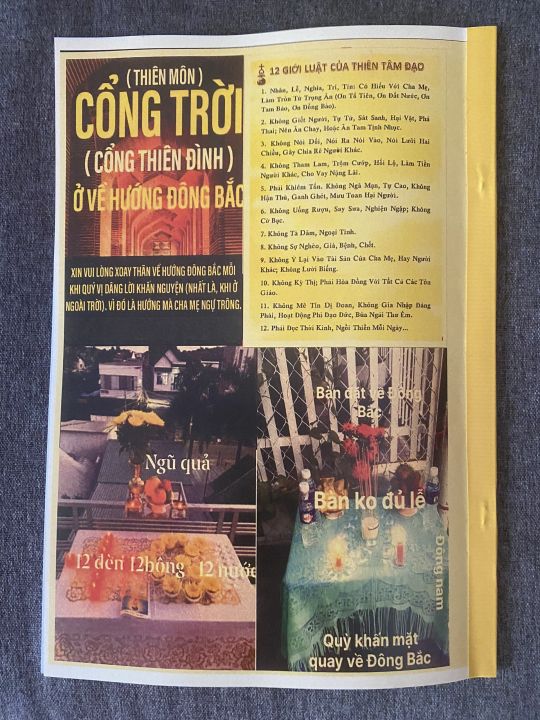 ( THIÊN MÔN )
CỔNG TRỜI
( CỔNG THIÊN ĐÌNH )
Ở VỀ HƯỚNG ĐÔNG BẮC
XIN VUI LÒNG XOAY THÂN VỀ HƯỚNG ĐÔNG BẮC MỖI
KHI QUÝ VỊ DÂNG LỜI KHẤN NGUYỆN (NHẤT LÀ, KHI Ở
NGOÀI TRỜI). VÌ ĐÓ LÀ HƯỚNG MÀ CHA MẸ NGỰ TRÔNG.
12 GIỚI LUẬT CỦA THIÊN TÂM ĐẠO
1. Nhân, Lễ, Nghĩa, Trí, Tín: Có Hiếu Với Cha Mẹ,
Làm Tròn Tứ Trọng Ân (Ơn Tổ Tiên, Ơn Đất Nước, Ơn
Tam Bảo, Ơn Đồng Bào).
2. Không Giết Người, Tự Tử, Sát Sanh, Hại Vật, Phá
Thai; Nên Ăn Chay, Hoặc Ăn Tam Tịnh Nhục.
3. Không Nói Dối, Nói Ra Nói Vào, Nói Lưỡi Hai
Chiều, Gây Chia Rẽ Người Khác.
4. Không Tham Lam, Trộm Cướp, Hối Lộ, Lấn Tiền
Người Khác, Cho Vay Nặng Lãi.
5. Phải Khiêm Tốn. Không Ngã Mạn, Tự Cao, Không
Hận Thù, Ganh Ghét, Mưu Toan Hại Người.
6. Không Uống Rượu, Say Sưa, Nghiện Ngập; Không
Cờ Bạc.
7. Không Tà Dâm, Ngoại Tình.
8. Không Sợ Nghèo, Già, Bệnh, Chết.
9. Không Ỷ Lại Vào Tài Sản Của Cha Mẹ, Hay Người
Khác; Không Lười Biếng.
10. Không Kỳ Thị; Phải Hòa Đồng Với Tất Cả Các Tôn
Giáo.
11. Không Mê Tín Dị Đoan, Không Gia Nhập Đảng
Phái, Hoạt Động Phi Đạo Đức, Bùa Ngải Thư Ếm.
12. Phải Đọc Thời Kinh, Ngồi Thiền Mỗi Ngày...
Ngũ quả
12 đèn 12bông 12 nước
Bàn đặt về Đông
Bắc
Bàn ko đủ lễ
Đông nam
Quỳ khấn mặt
quay về Đông Bắc